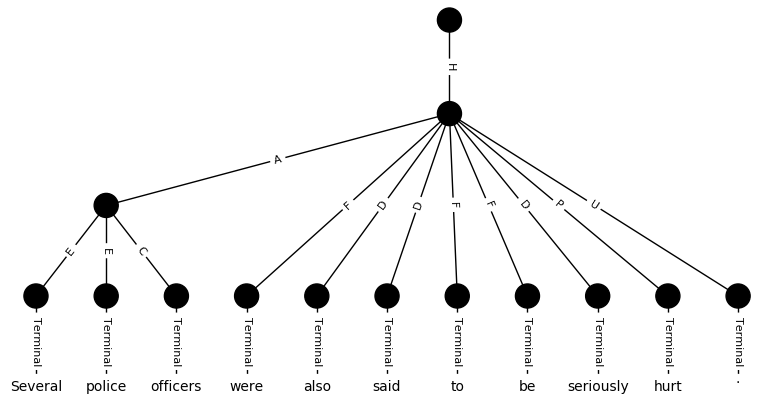 H
A
F
D
D
F
F
D
P
U
E
E
C
Terminal Terminal Terminal Terminal Terminal Terminal Terminal Terminal Terminal Terminal Terminal
Several police officers were also said to be seriously hurt .